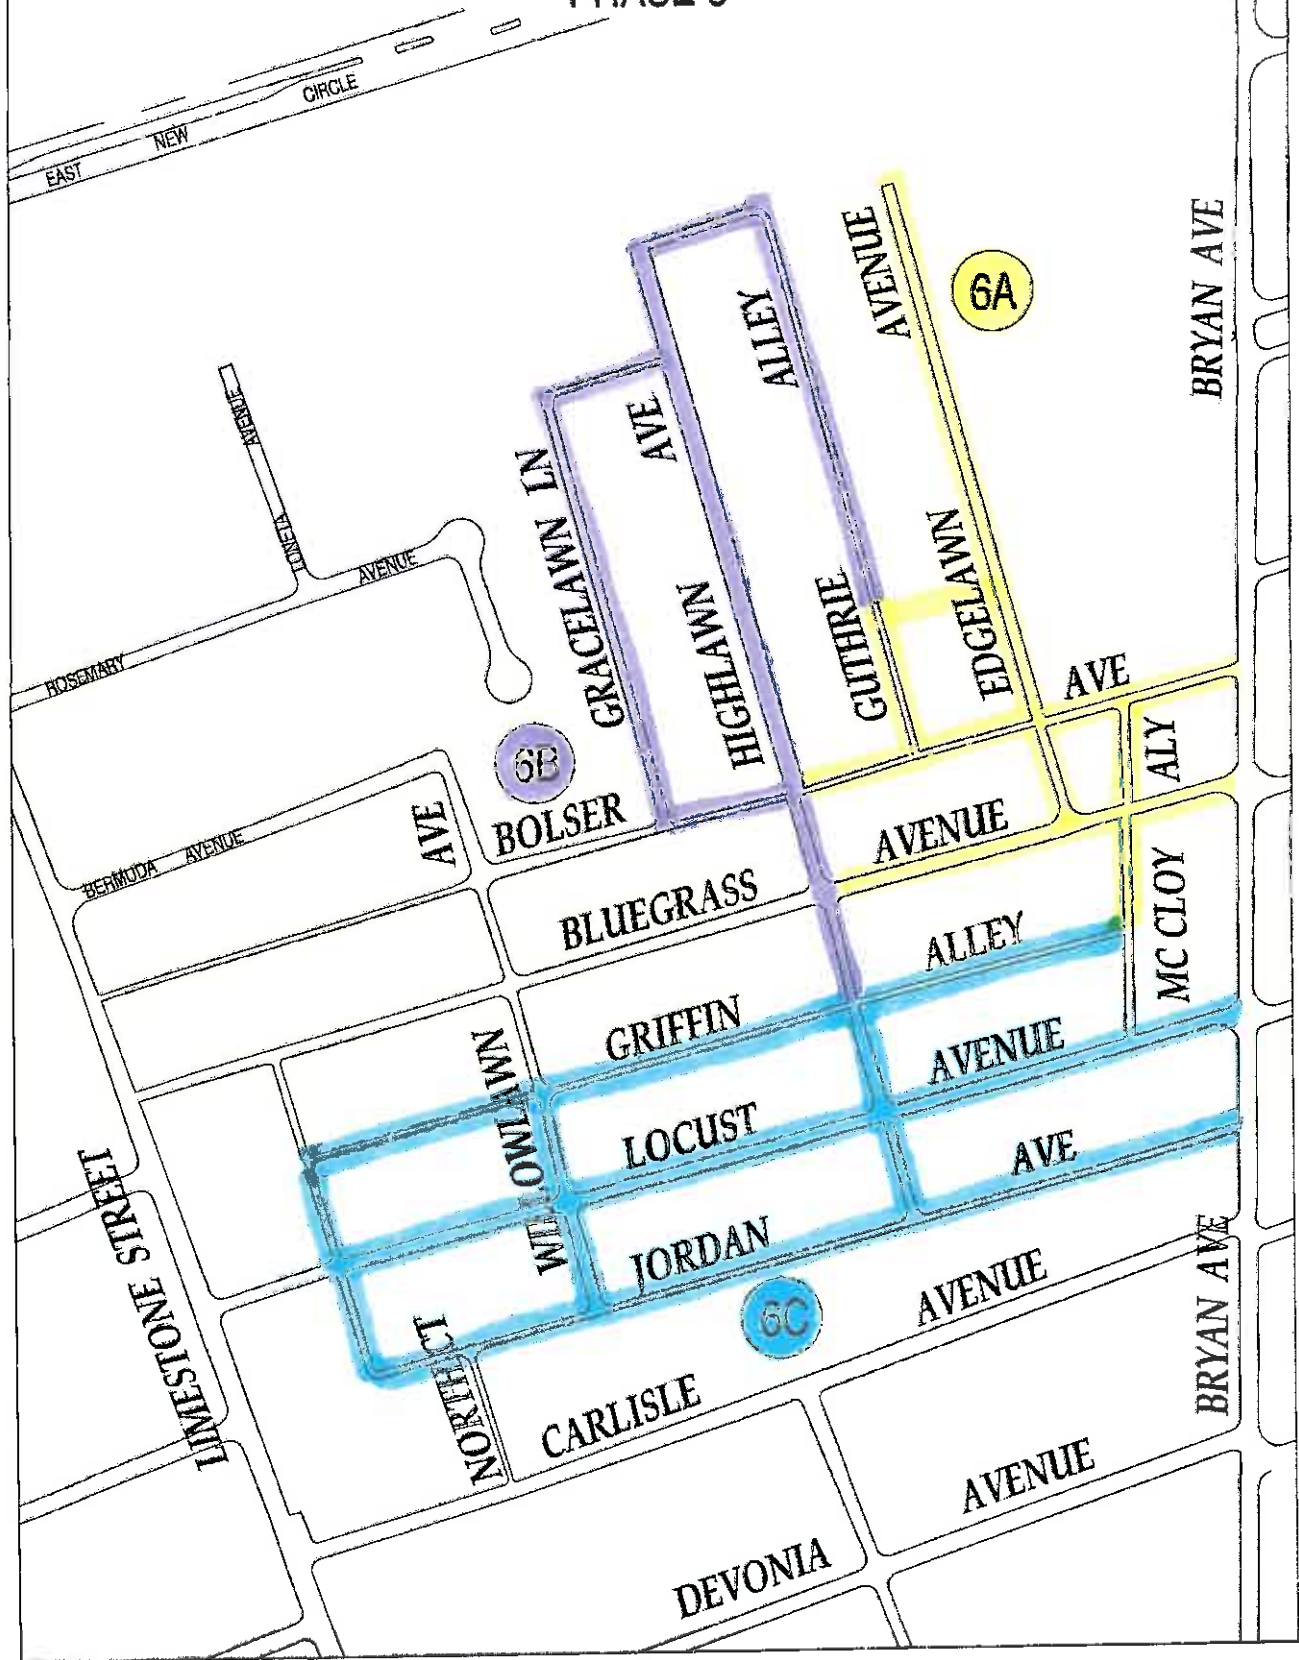 EAST NEW CIRCLE
BRYAN AVE
AVENUE
6A
ALLEY
AVENUE
AVE
GRACELAWN LN
TONETA
AVENUE
EDGELAWN
GUTHRIE
HIGHLAWN
ROSEMARY
AVE
ALY
6B
BOLSER
AVE
AVENUE
BERMUDA AVENUE
BLUEGRASS
MC CLOY
ALLEY
GRIFFIN
AVENUE
WILLOWLAWN
LOCUST
AVE
LIMESTONE STREET
JORDAN
6C
AVENUE
BRYAN AVE
NORTH CT
CARLISLE
AVENUE
DEVONIA